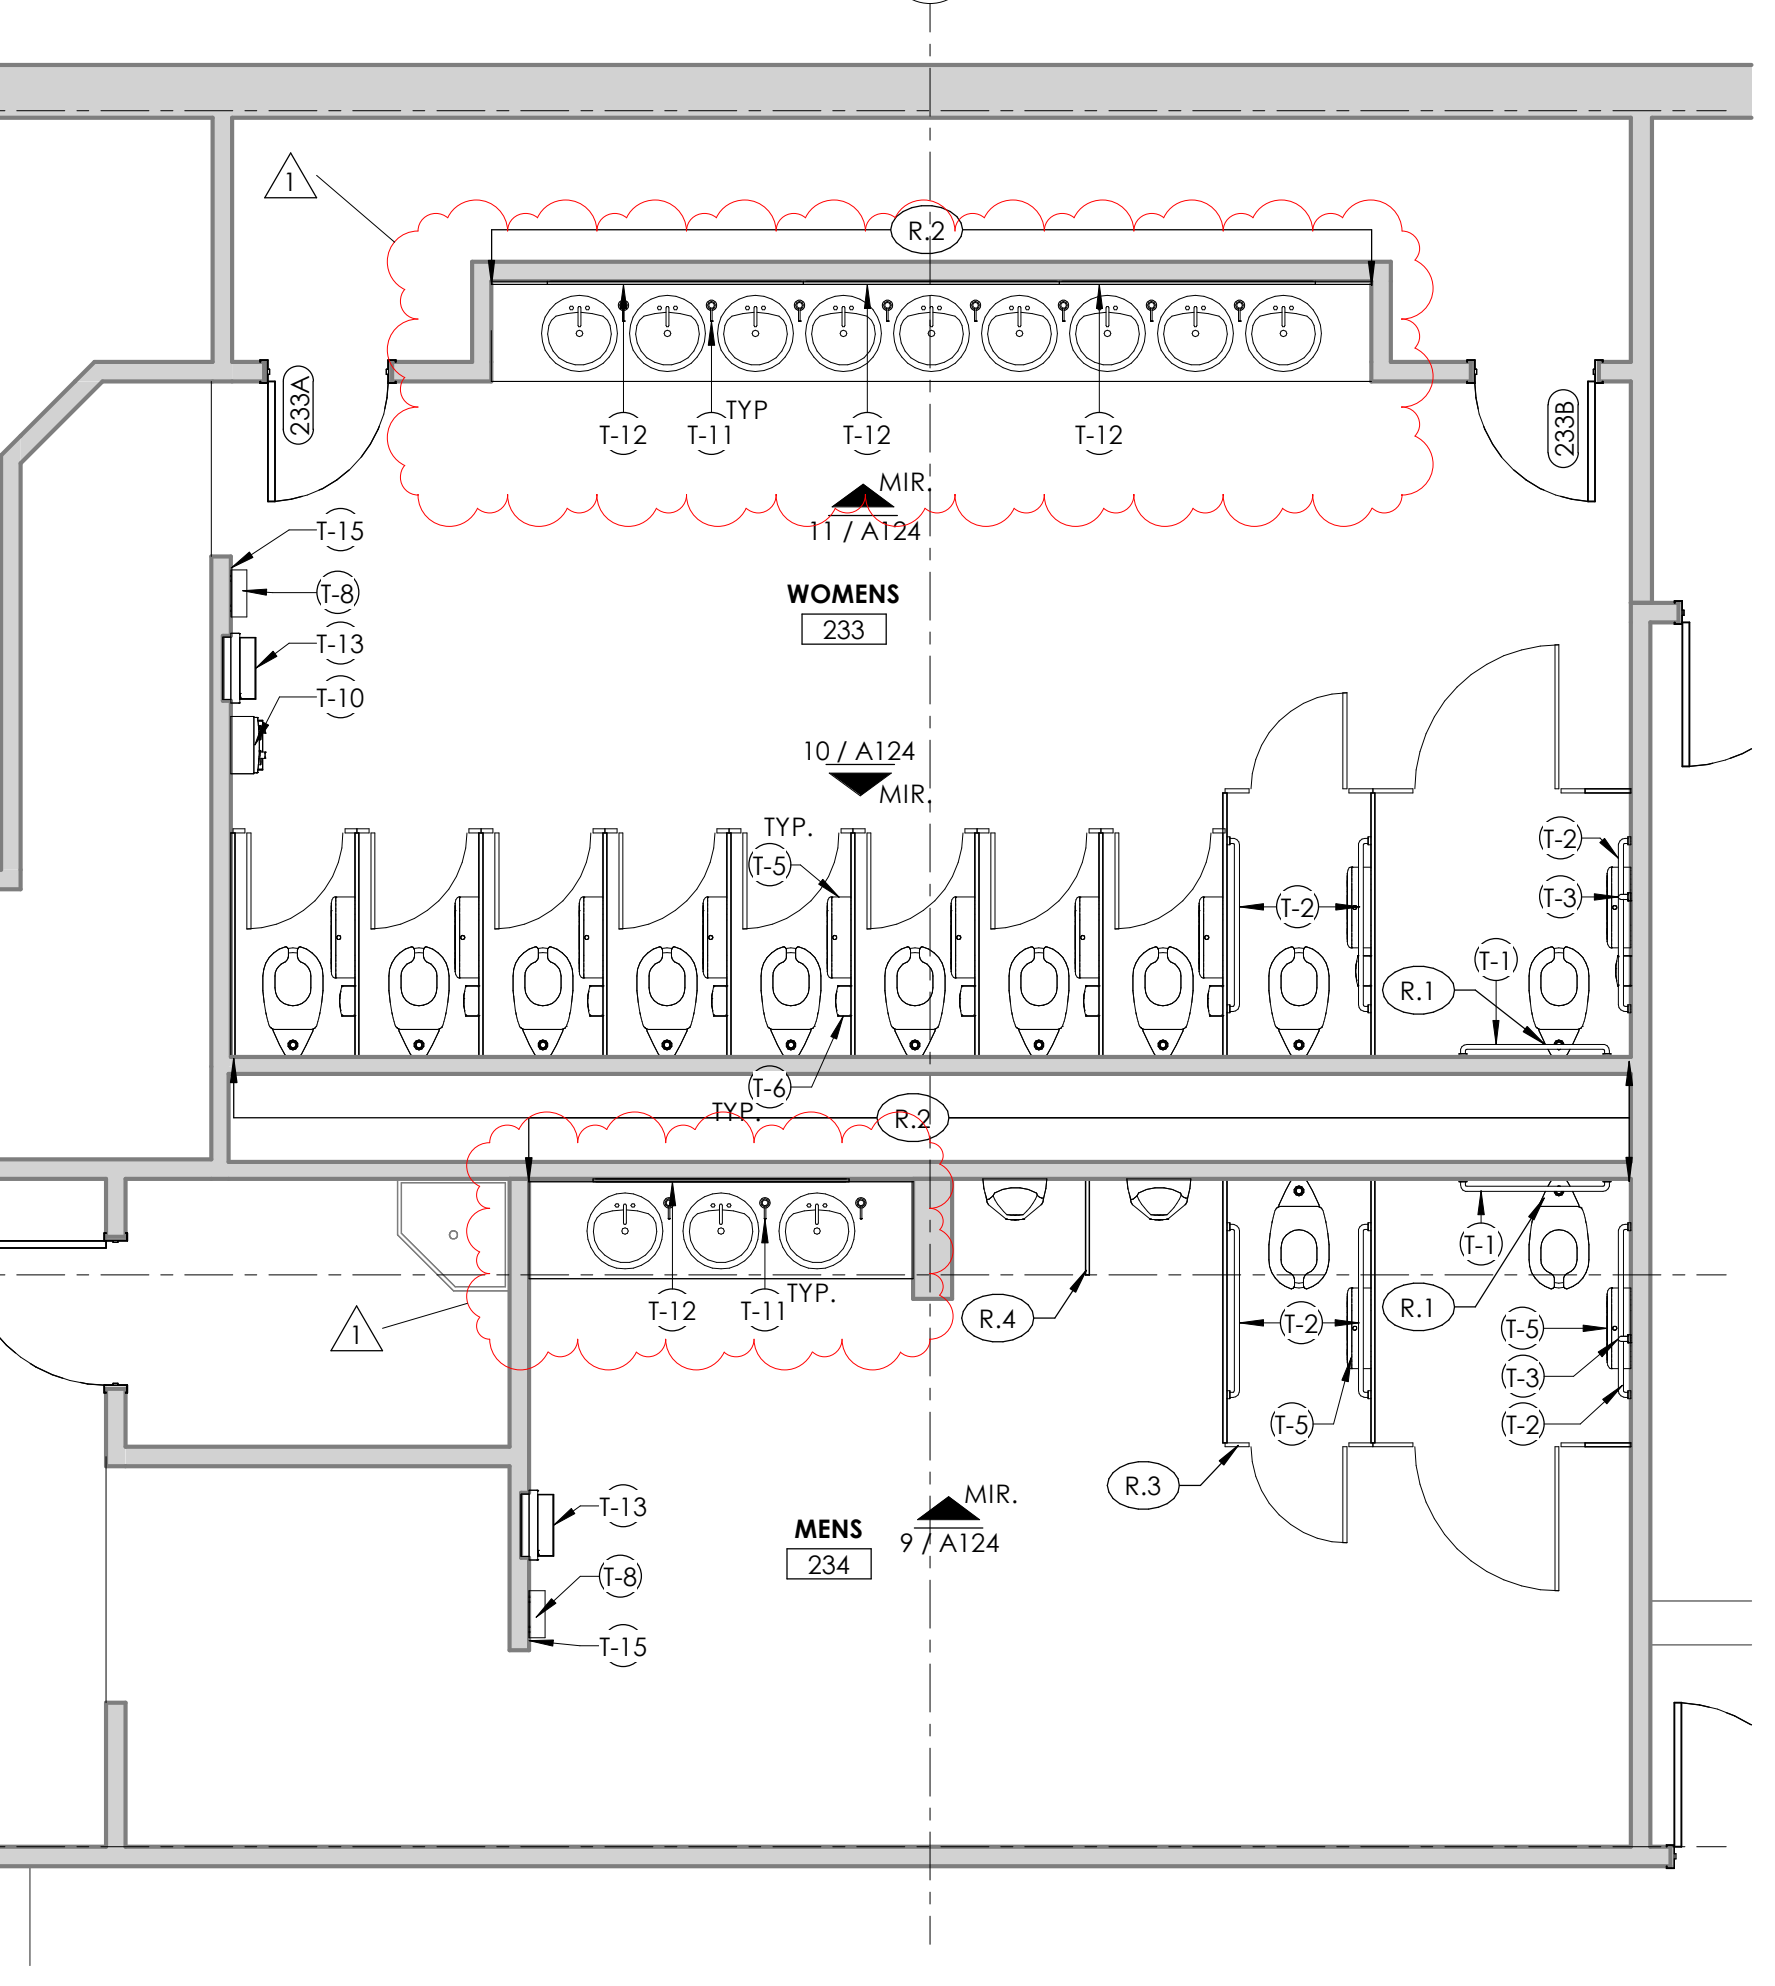 1
R.2
233A
233B
TYP
T-12
T-11
T-12
T-12
MIR.
11 / A124
T-15
T-8
WOMENS
233
T-13
T-10
10 / A124
MIR.
TYP.
T-5
T-2
T-3
T-2
T-1
R.1
T-6
TYP.
R.2
T-1
TYP.
T-12
T-11
R.1
R.4
T-2
1
T-5
T-3
T-5
T-2
R.3
MIR.
T-13
MENS
9 / A124
234
T-8
T-15